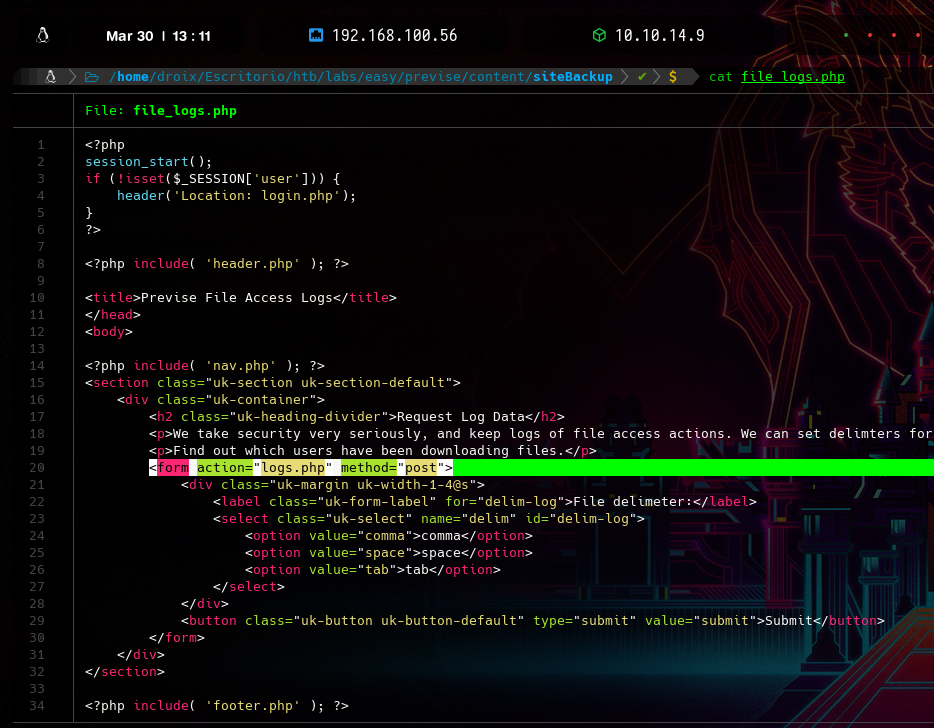 Mar 30 | 13:11 192.168.100.56 10.10.14.9
/home/droix/Escritorio/htb/labs/easy/previse/content/siteBackup ✔ $ cat file_logs.php
File: file_logs.php
1 <?php
2 session_start();
3 if (!isset($_SESSION['user'])) {
4     header('Location: login.php');
5 }
6 ?>
7
8 <?php include( 'header.php' ); ?>
9
10 <title>Previse File Access Logs</title>
11 </head>
12 <body>
13
14 <?php include( 'nav.php' ); ?>
15 <section class="uk-section uk-section-default">
16     <div class="uk-container">
17         <h2 class="uk-heading-divider">Request Log Data</h2>
18         <p>We take security very seriously, and keep logs of file access actions. We can set delimters for
19         <p>Find out which users have been downloading files.</p>
20         <form action="logs.php" method="post">
21             <div class="uk-margin uk-width-1-4@s">
22                 <label class="uk-form-label" for="delim-log">File delimeter:</label>
23                 <select class="uk-select" name="delim" id="delim-log">
24                     <option value="comma">comma</option>
25                     <option value="space">space</option>
26                     <option value="tab">tab</option>
27                 </select>
28             </div>
29             <button class="uk-button uk-button-default" type="submit" value="submit">Submit</button>
30         </form>
31     </div>
32 </section>
33
34 <?php include( 'footer.php' ); ?>